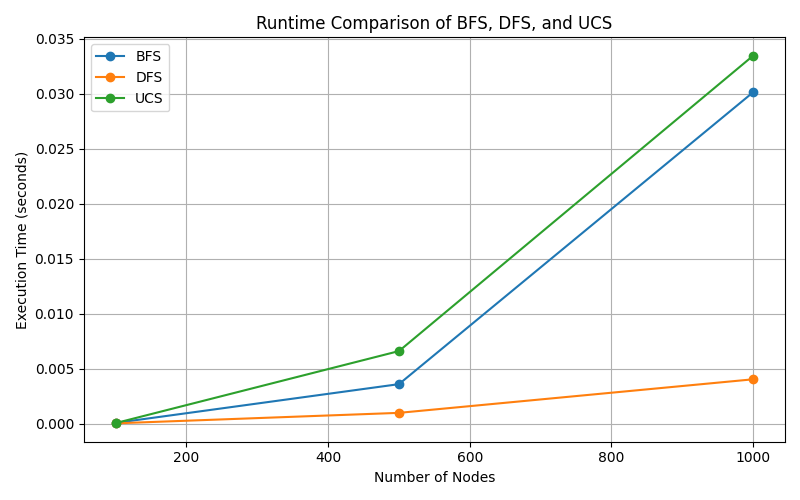 Runtime Comparison of BFS, DFS, and UCS
BFS
DFS
UCS
Execution Time (seconds)
0.035
0.030
0.025
0.020
0.015
0.010
0.005
0.000
200 400 600 800 1000
Number of Nodes